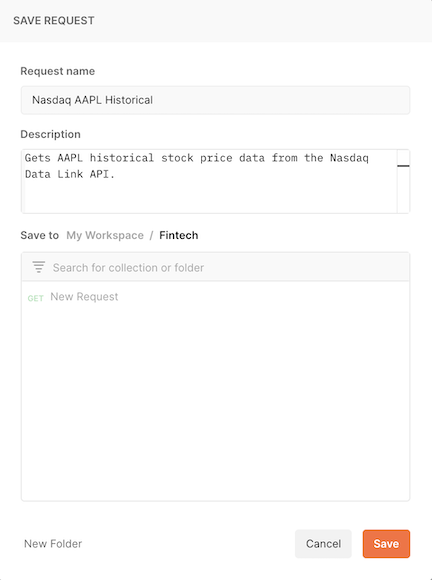 SAVE REQUEST
Request name
Nasdaq AAPL Historical
Description
Gets AAPL historical stock price data from the Nasdaq
Data Link API.
Save to My Workspace / Fintech
Search for collection or folder
GET New Request
New Folder Cancel Save